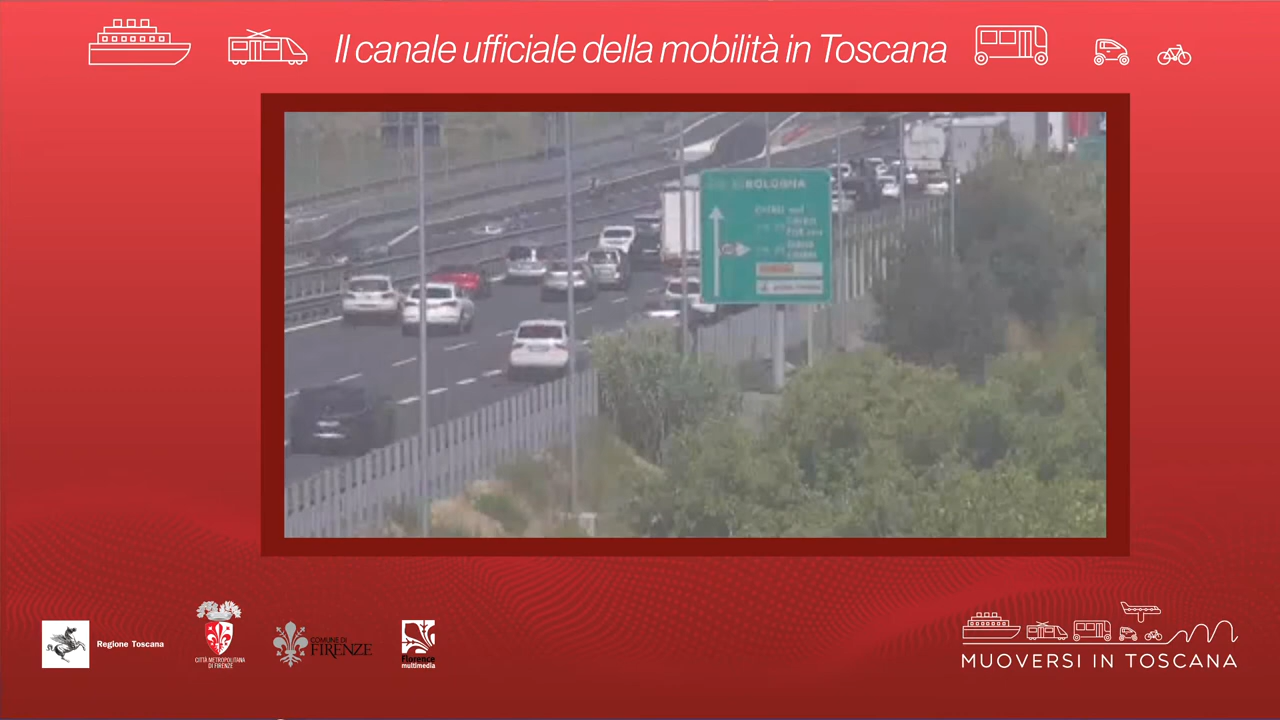 Il canale ufficiale della mobilità in Toscana
BOLOGNA
Regione Toscana
CITTÀ METROPOLITANA
DI FIRENZE
COMUNE DI
FIRENZE
Florence
multimedia
MUOVERSI IN TOSCANA